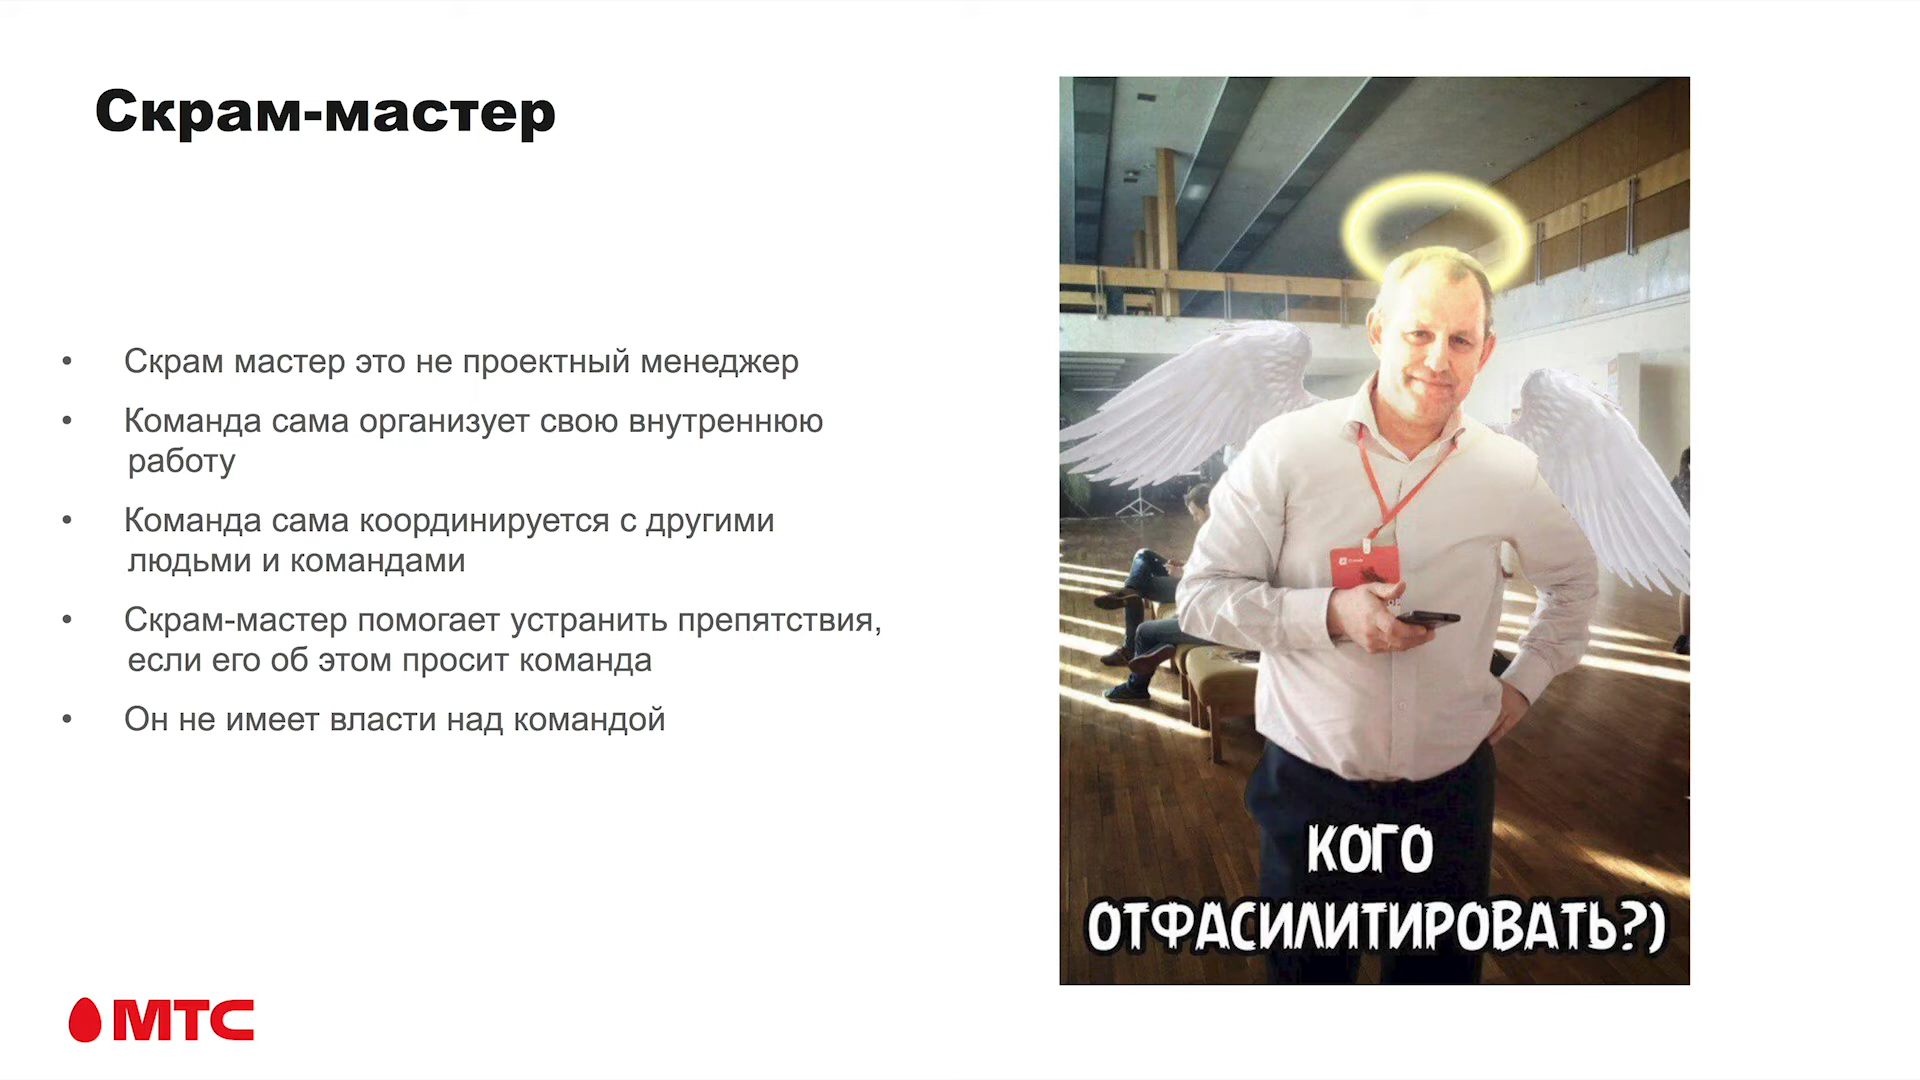 Скрам-мастер
• Скрам мастер это не проектный менеджер
• Команда сама организует свою внутреннюю
работу
• Команда сама координируется с другими
людьми и командами
• Скрам-мастер помогает устранить препятствия,
если его об этом просит команда
• Он не имеет власти над командой
КОГО
ОТФАСИЛИТИРОВАТЬ?)
МТС